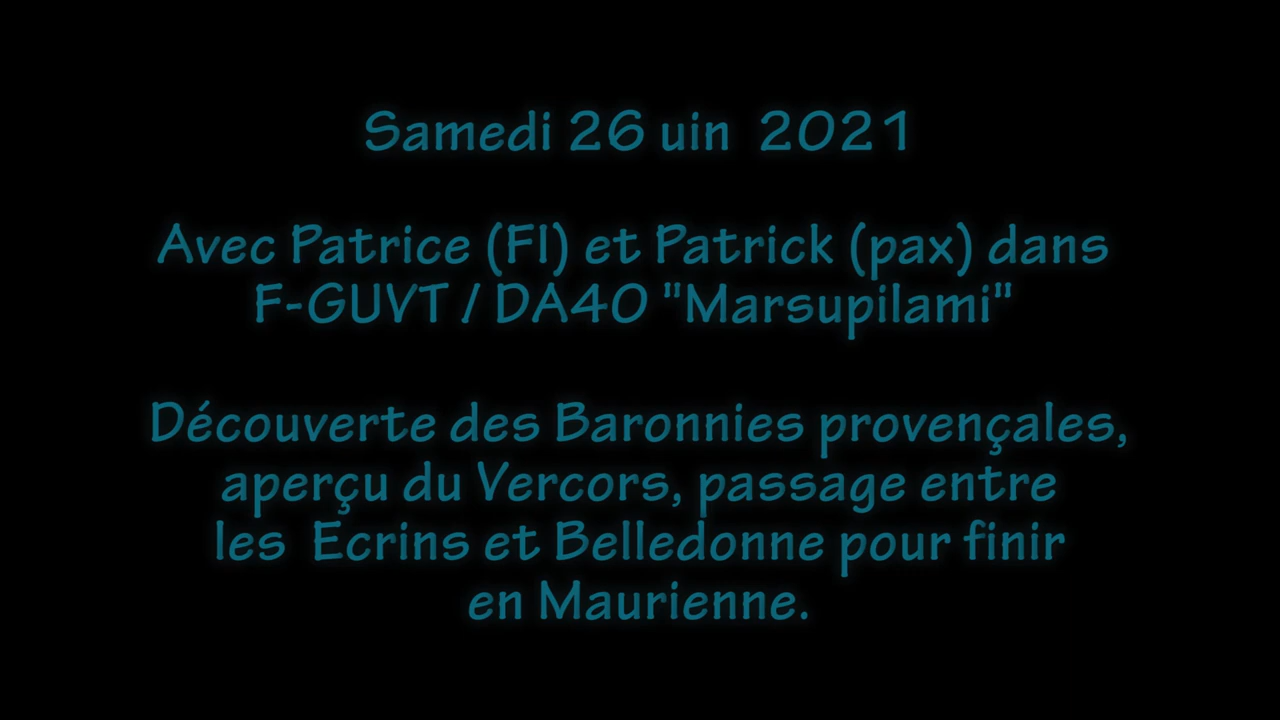 Samedi 26 uin  2021
Avec Patrice (FI) et Patrick (pax) dans
F-GUVT / DA40 "Marsupilami"
Découverte des Baronnies provençales,
aperçu du Vercors, passage entre
les  Ecrins et Belledonne pour finir
en Maurienne.